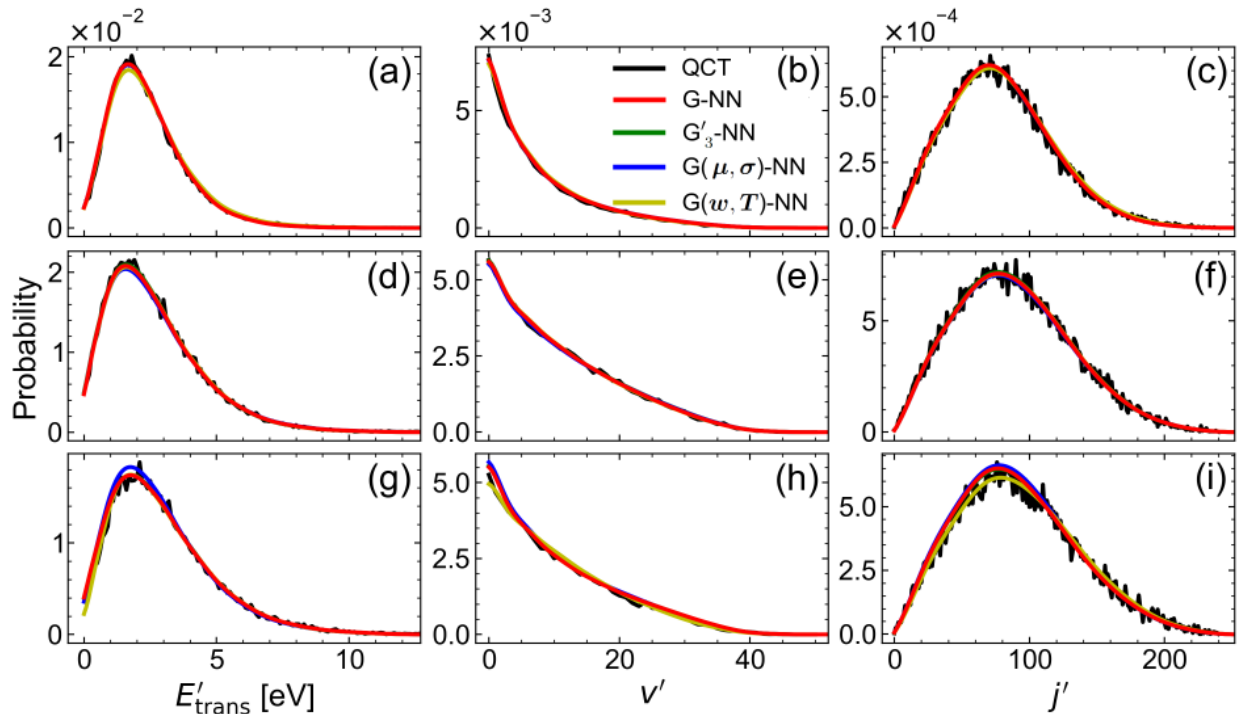 ×10⁻² ×10⁻³ ×10⁻⁴
2 (a) 5 (b) 5.0 (c)
QCT
G-NN
G′₃-NN
G(μ, σ)-NN
G(w, T)-NN
1 2.5
0 0 0.0
Probability
2 (d) 5.0 (e) 5 (f)
1 2.5
0 0.0 0
(g) 5.0 (h) (i)
5.0
1 2.5 2.5
0 0.0 0.0
0 5 10 0 20 40 0 100 200
E′trans [eV] v′ j′